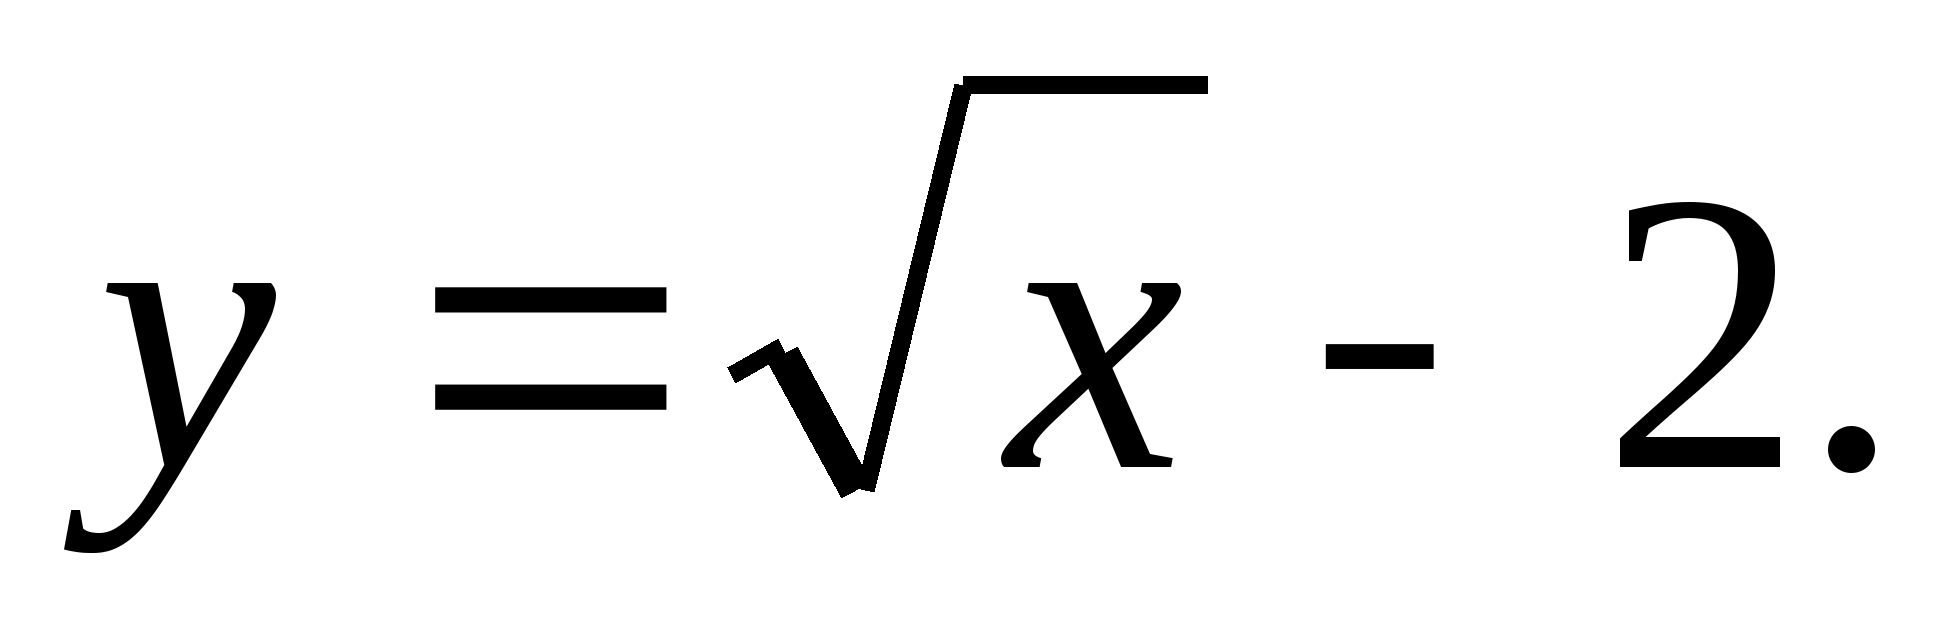 y = √x - 2.